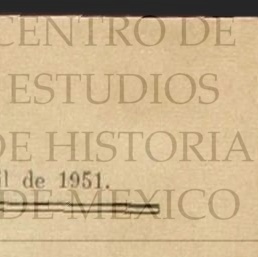 CENTRO DE
ESTUDIOS
DE HISTORIA
il de 1951.
DE MEXICO